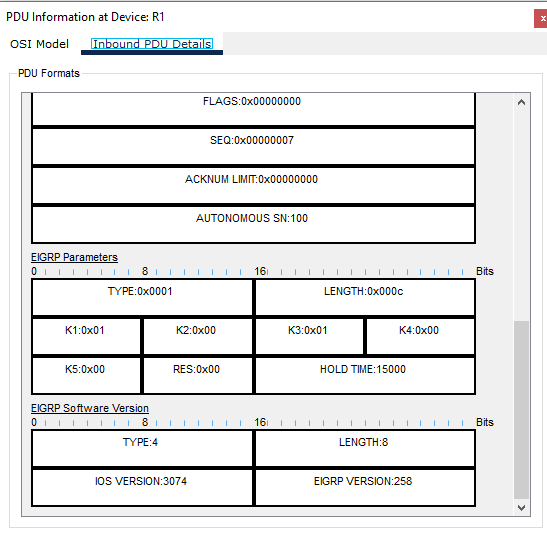 PDU Information at Device: R1
x
OSI Model Inbound PDU Details
PDU Formats
FLAGS:0x00000000
SEQ:0x00000007
ACKNUM LIMIT:0x00000000
AUTONOMOUS SN:100
EIGRP Parameters
0 8 16 Bits
TYPE:0x0001 LENGTH:0x000c
K1:0x01 K2:0x00 K3:0x01 K4:0x00
K5:0x00 RES:0x00 HOLD TIME:15000
EIGRP Software Version
0 8 16 Bits
TYPE:4 LENGTH:8
IOS VERSION:3074 EIGRP VERSION:258